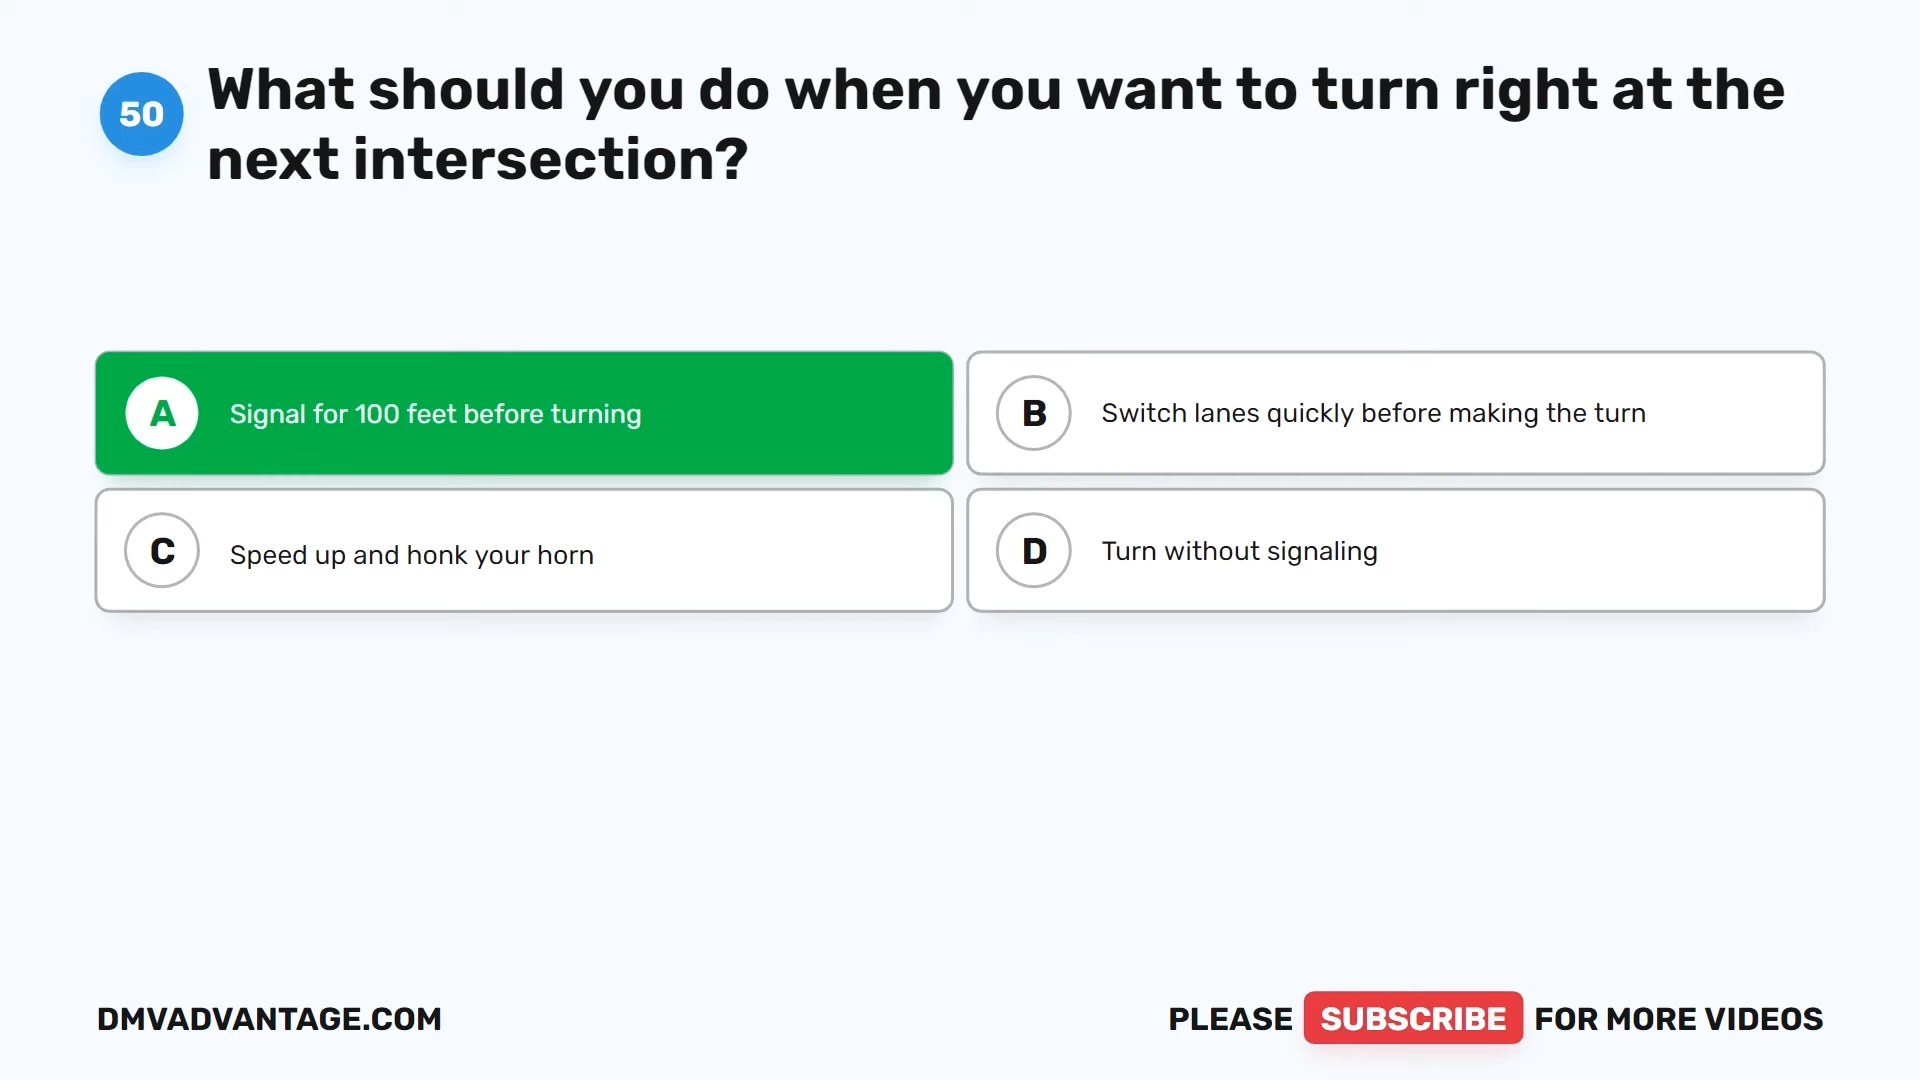 50
What should you do when you want to turn right at the
next intersection?
A
Signal for 100 feet before turning
B
Switch lanes quickly before making the turn
C
Speed up and honk your horn
D
Turn without signaling
DMVADVANTAGE.COM
PLEASE SUBSCRIBE FOR MORE VIDEOS